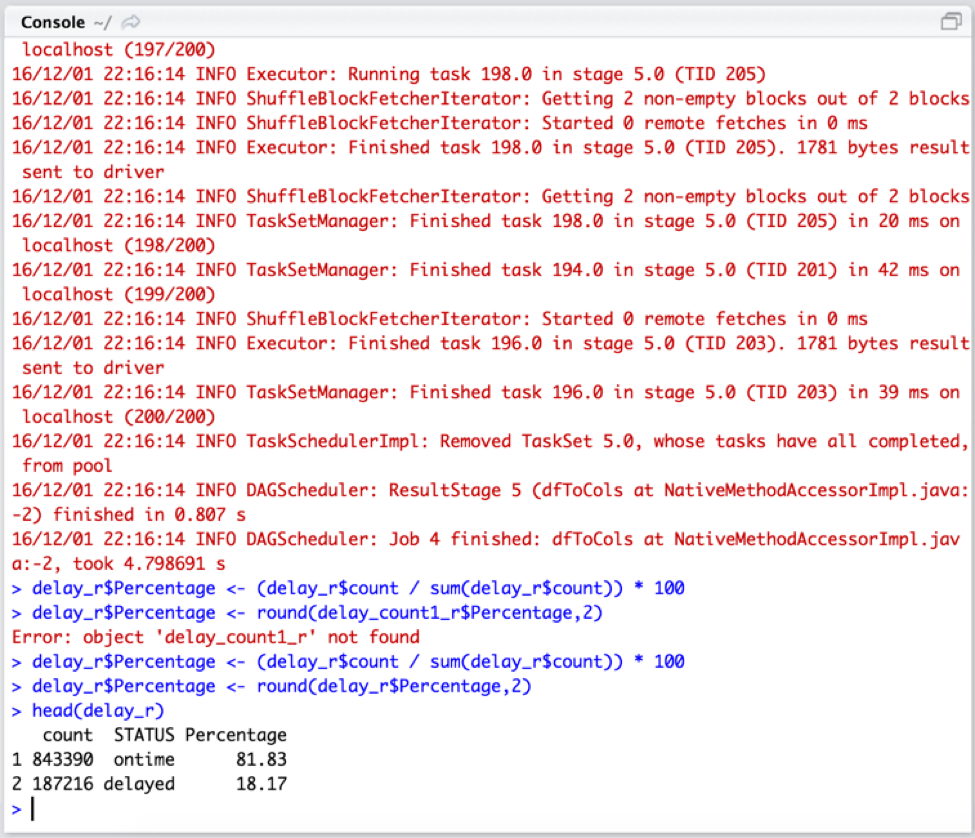 Console ~/
localhost (197/200)
16/12/01 22:16:14 INFO Executor: Running task 198.0 in stage 5.0 (TID 205)
16/12/01 22:16:14 INFO ShuffleBlockFetcherIterator: Getting 2 non-empty blocks out of 2 blocks
16/12/01 22:16:14 INFO ShuffleBlockFetcherIterator: Started 0 remote fetches in 0 ms
16/12/01 22:16:14 INFO Executor: Finished task 198.0 in stage 5.0 (TID 205). 1781 bytes result
sent to driver
16/12/01 22:16:14 INFO ShuffleBlockFetcherIterator: Getting 2 non-empty blocks out of 2 blocks
16/12/01 22:16:14 INFO TaskSetManager: Finished task 198.0 in stage 5.0 (TID 205) in 20 ms on
localhost (198/200)
16/12/01 22:16:14 INFO TaskSetManager: Finished task 194.0 in stage 5.0 (TID 201) in 42 ms on
localhost (199/200)
16/12/01 22:16:14 INFO ShuffleBlockFetcherIterator: Started 0 remote fetches in 0 ms
16/12/01 22:16:14 INFO Executor: Finished task 196.0 in stage 5.0 (TID 203). 1781 bytes result
sent to driver
16/12/01 22:16:14 INFO TaskSetManager: Finished task 196.0 in stage 5.0 (TID 203) in 39 ms on
localhost (200/200)
16/12/01 22:16:14 INFO TaskSchedulerImpl: Removed TaskSet 5.0, whose tasks have all completed,
from pool
16/12/01 22:16:14 INFO DAGScheduler: ResultStage 5 (dfToCols at NativeMethodAccessorImpl.java:
-2) finished in 0.807 s
16/12/01 22:16:14 INFO DAGScheduler: Job 4 finished: dfToCols at NativeMethodAccessorImpl.jav
a:-2, took 4.798691 s
> delay_r$Percentage <- (delay_r$count / sum(delay_r$count)) * 100
> delay_r$Percentage <- round(delay_count1_r$Percentage,2)
Error: object 'delay_count1_r' not found
> delay_r$Percentage <- (delay_r$count / sum(delay_r$count)) * 100
> delay_r$Percentage <- round(delay_r$Percentage,2)
> head(delay_r)
count STATUS Percentage
1 843390 ontime 81.83
2 187216 delayed 18.17
>